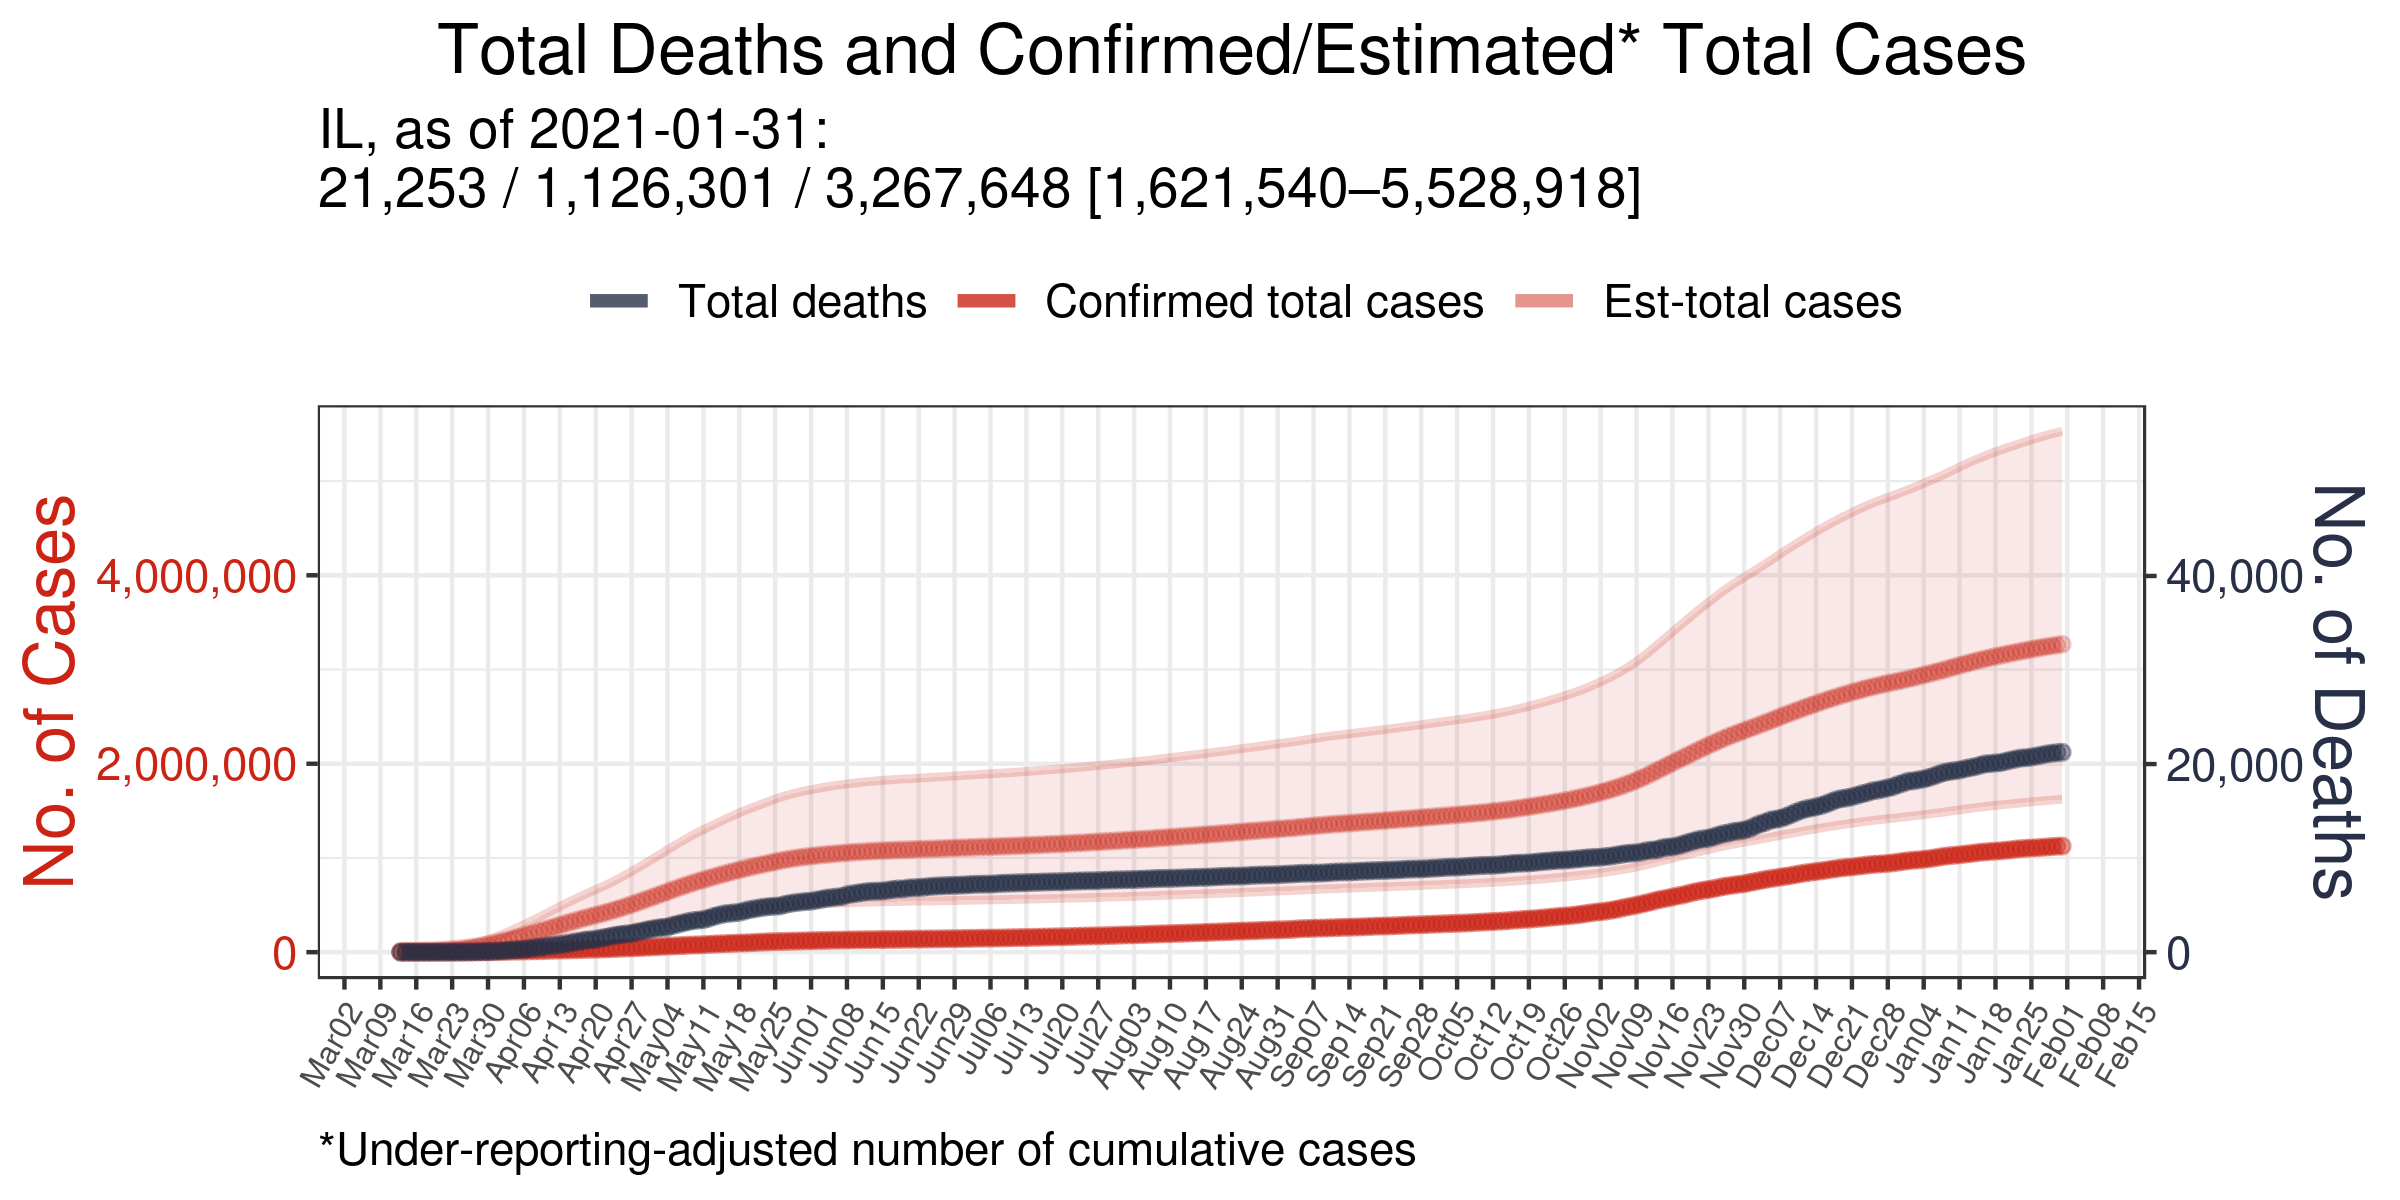 Total Deaths and Confirmed/Estimated* Total Cases
IL, as of 2021-01-31:
21,253 / 1,126,301 / 3,267,648 [1,621,540–5,528,918]
Total deaths
Confirmed total cases
Est-total cases
No. of Cases
4,000,000
2,000,000
0
40,000
20,000
0
No. of Deaths
Mar02
Mar09
Mar16
Mar23
Mar30
Apr06
Apr13
Apr20
Apr27
May04
May11
May18
May25
Jun01
Jun08
Jun15
Jun22
Jun29
Jul06
Jul13
Jul20
Jul27
Aug03
Aug10
Aug17
Aug24
Aug31
Sep07
Sep14
Sep21
Sep28
Oct05
Oct12
Oct19
Oct26
Nov02
Nov09
Nov16
Nov23
Nov30
Dec07
Dec14
Dec21
Dec28
Jan04
Jan11
Jan18
Jan25
Feb01
Feb08
Feb15
*Under-reporting-adjusted number of cumulative cases